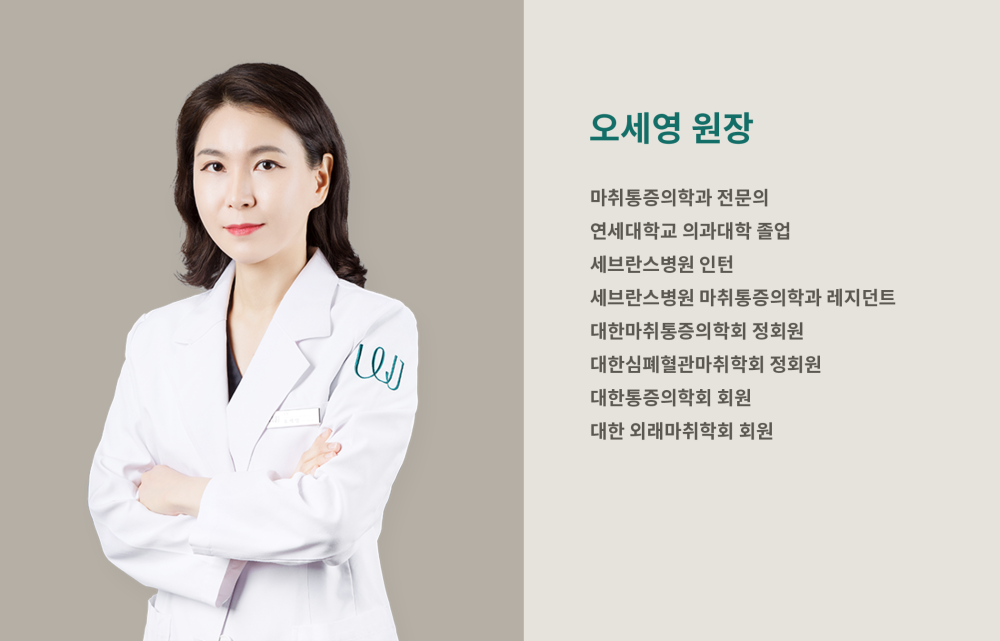 오세영 원장
마취통증의학과 전문의
연세대학교 의과대학 졸업
세브란스병원 인턴
세브란스병원 마취통증의학과 레지던트
대한마취통증의학회 정회원
대한심폐혈관마취학회 정회원
대한통증의학회 회원
대한 외래마취학회 회원